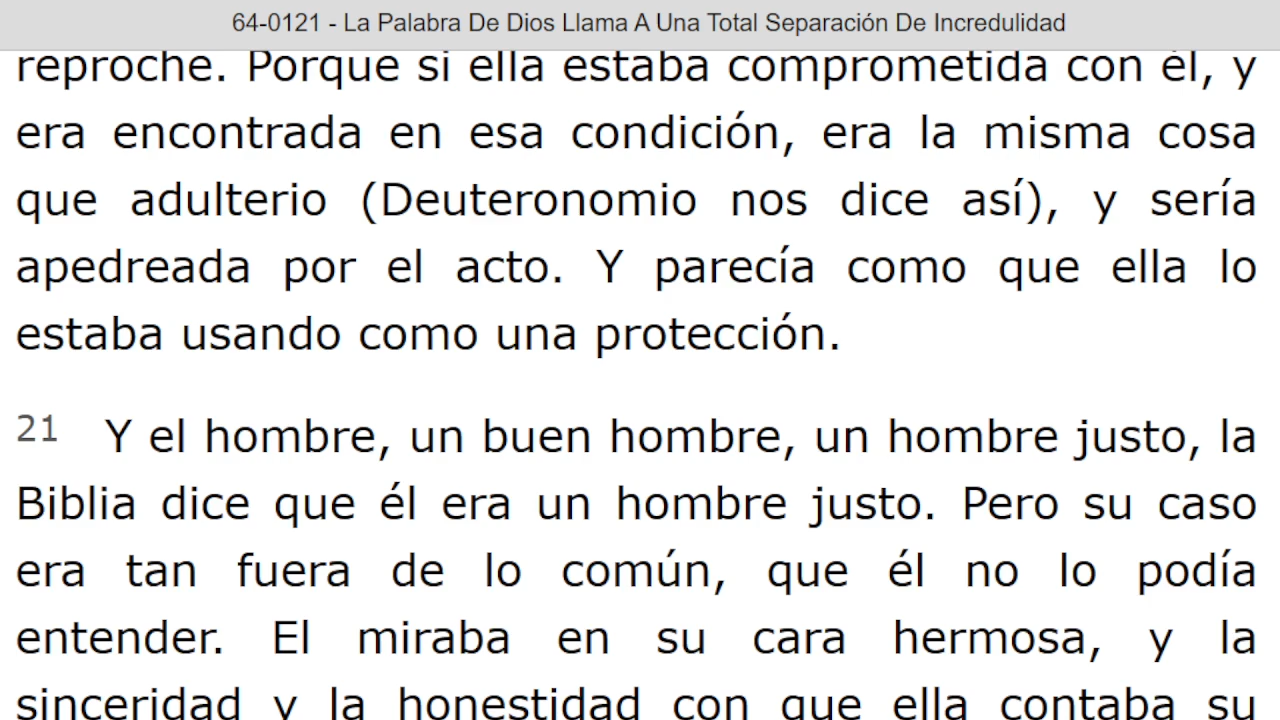 64-0121 - La Palabra De Dios Llama A Una Total Separación De Incredulidad
reproche. Porque si ella estaba comprometida con él, y
era encontrada en esa condición, era la misma cosa
que adulterio (Deuteronomio nos dice así), y sería
apedreada por el acto. Y parecía como que ella lo
estaba usando como una protección.
21 Y el hombre, un buen hombre, un hombre justo, la
Biblia dice que él era un hombre justo. Pero su caso
era tan fuera de lo común, que él no lo podía
entender. El miraba en su cara hermosa, y la
sinceridad y la honestidad con que ella contaba su